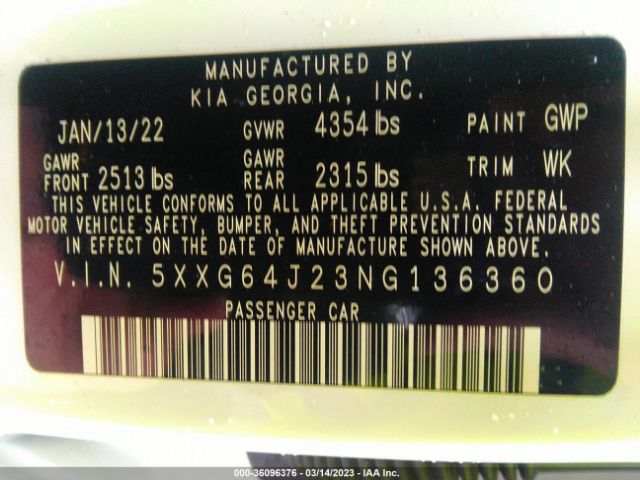 MANUFACTURED BY
KIA GEORGIA, INC.
JAN/13/22 GVWR 4354 lbs PAINT GWP
GAWR FRONT 2513 lbs GAWR REAR 2315 lbs TRIM WK
THIS VEHICLE CONFORMS TO ALL APPLICABLE U.S.A. FEDERAL
MOTOR VEHICLE SAFETY, BUMPER, AND THEFT PREVENTION STANDARDS
IN EFFECT ON THE DATE OF MANUFACTURE SHOWN ABOVE.
V.I.N. 5XXG64J23NG136360
PASSENGER CAR
000-36096376 - 03/14/2023 - IAA Inc.